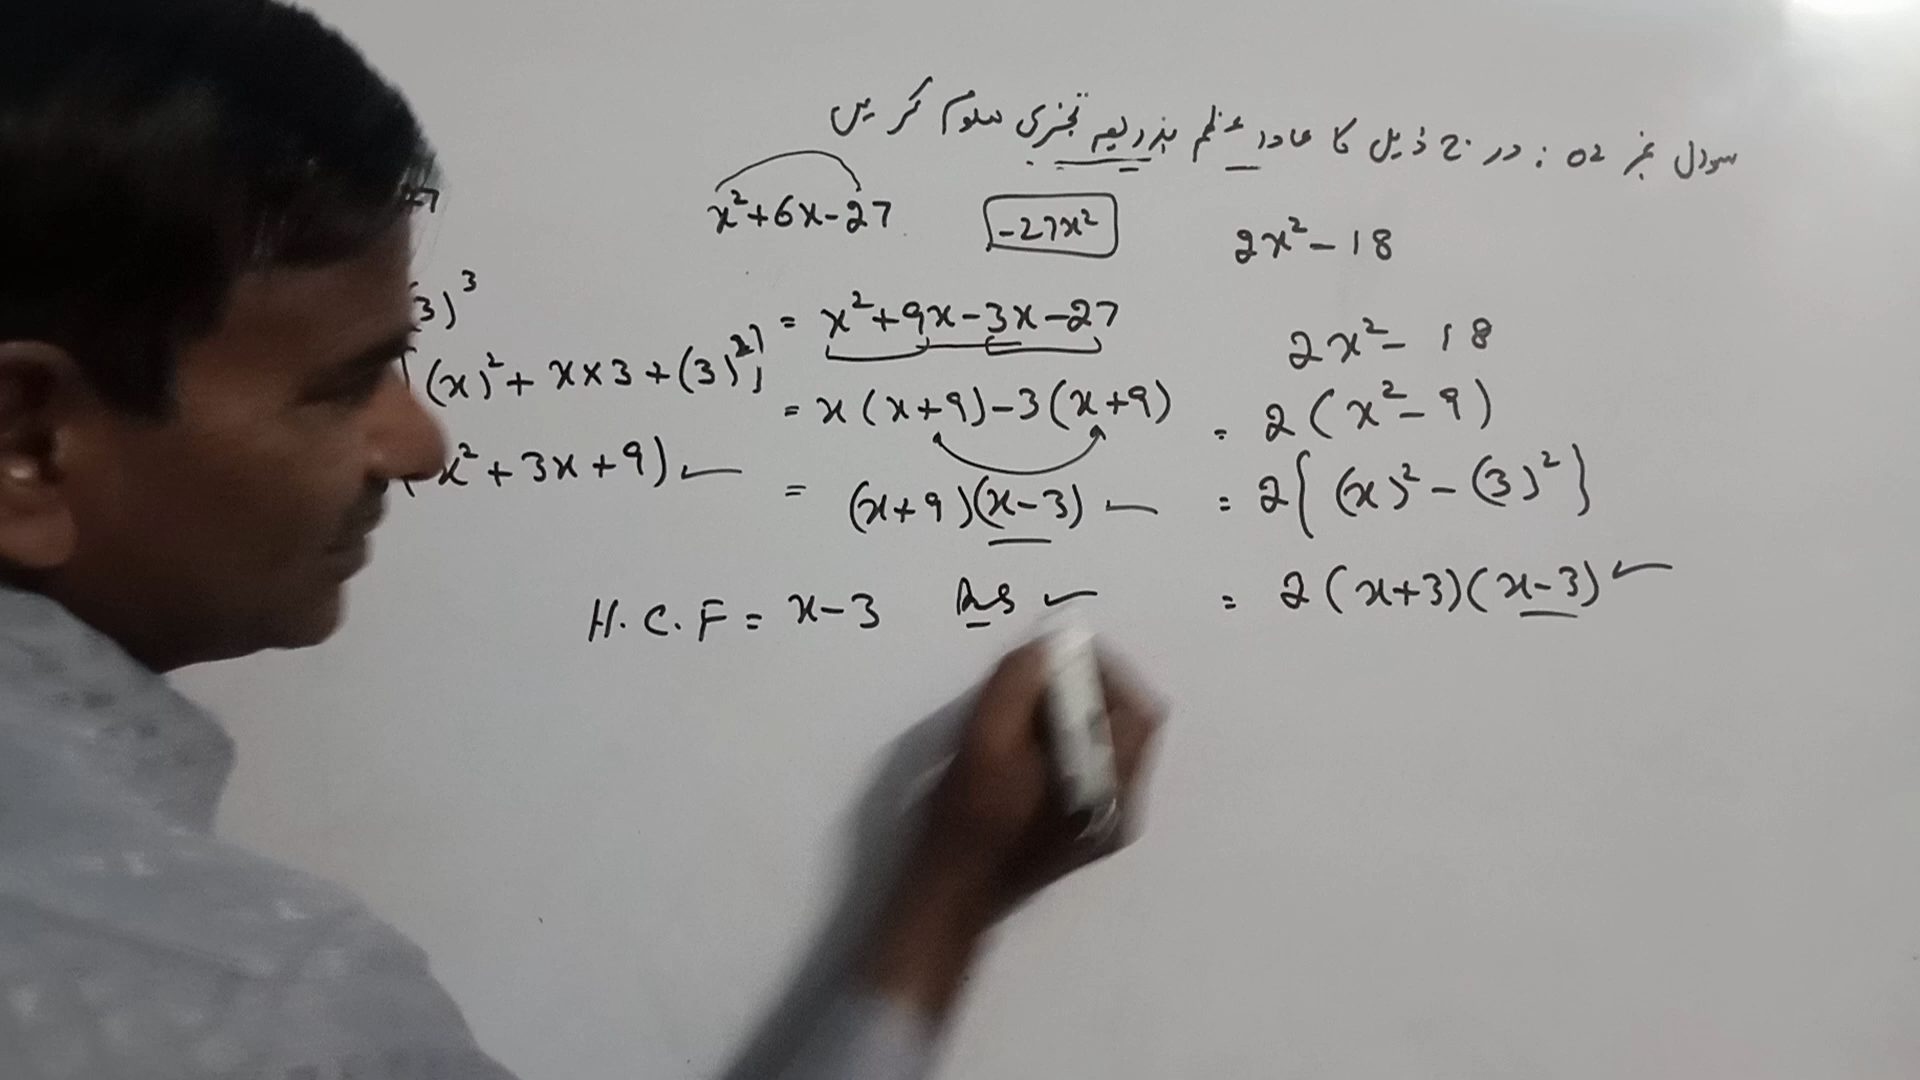 سوال نمبر 02 : درج ذیل کا عاد اعظم بذریعہ تجزی معلوم کریں
27
3)³
(x)² + x×3 + (3)²}
x² + 3x + 9)
x² + 6x - 27
-27x²
= x² + 9x - 3x - 27
= x (x + 9) - 3 (x + 9)
= (x + 9)(x - 3)
H.C.F = x - 3 Ans
2x² - 18
2x² - 18
= 2 (x² - 9)
= 2{ (x)² - (3)² }
= 2 (x + 3)(x - 3)